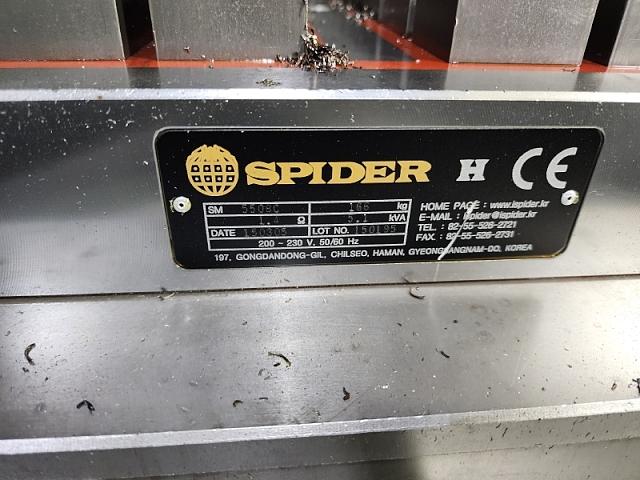 SPIDER H CE
SM 5508C 166 kg
1.4 Ω 5.1 kVA
DATE 150305 LOT NO. 150195
200 ~ 230 V. 50/60 Hz
HOME PAGE : www.ispider.kr
E-MAIL : ispider@ispider.kr
TEL. : 82-55-526-2721
FAX. : 82-55-526-2731
197, GONGDANDONG-GIL, CHILSEO, HAMAN, GYEONGSANGNAM-DO, KOREA